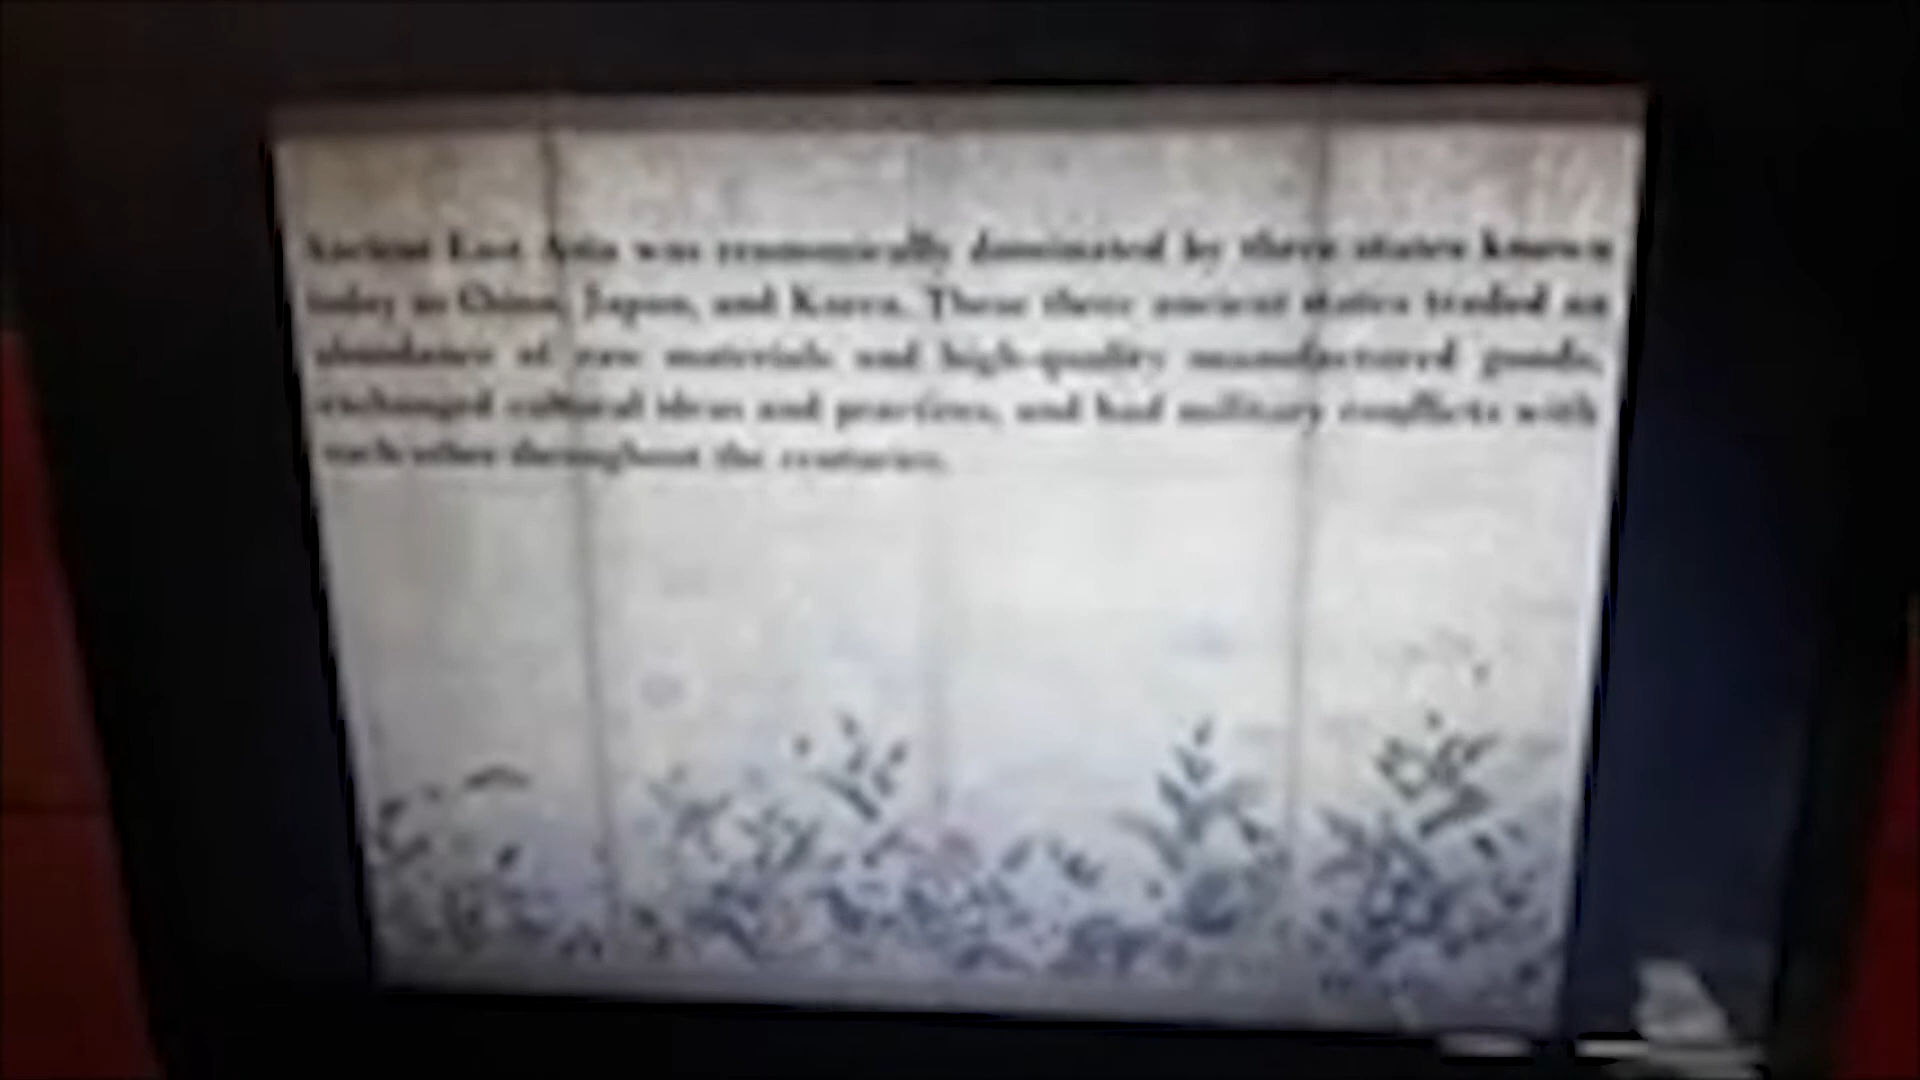 Ancient East Asia was economically dominated by three states known
today as China, Japan, and Korea. These three ancient states traded an
abundance of raw materials and high-quality manufactured goods,
exchanged cultural ideas and practices, and had military conflicts with
each other throughout the centuries.